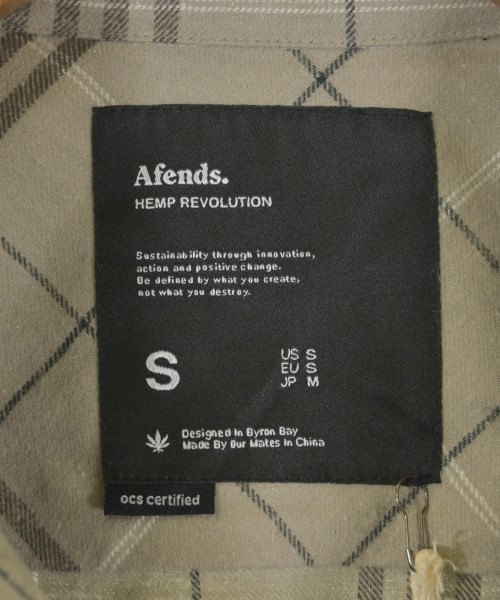 Afends.
HEMP REVOLUTION
Sustainability through innovation,
action and positive change.
Be defined by what you create,
not what you destroy.
S
US S
EU S
JP M
Designed In Byron Bay
Made By Our Mates In China
ocs certified